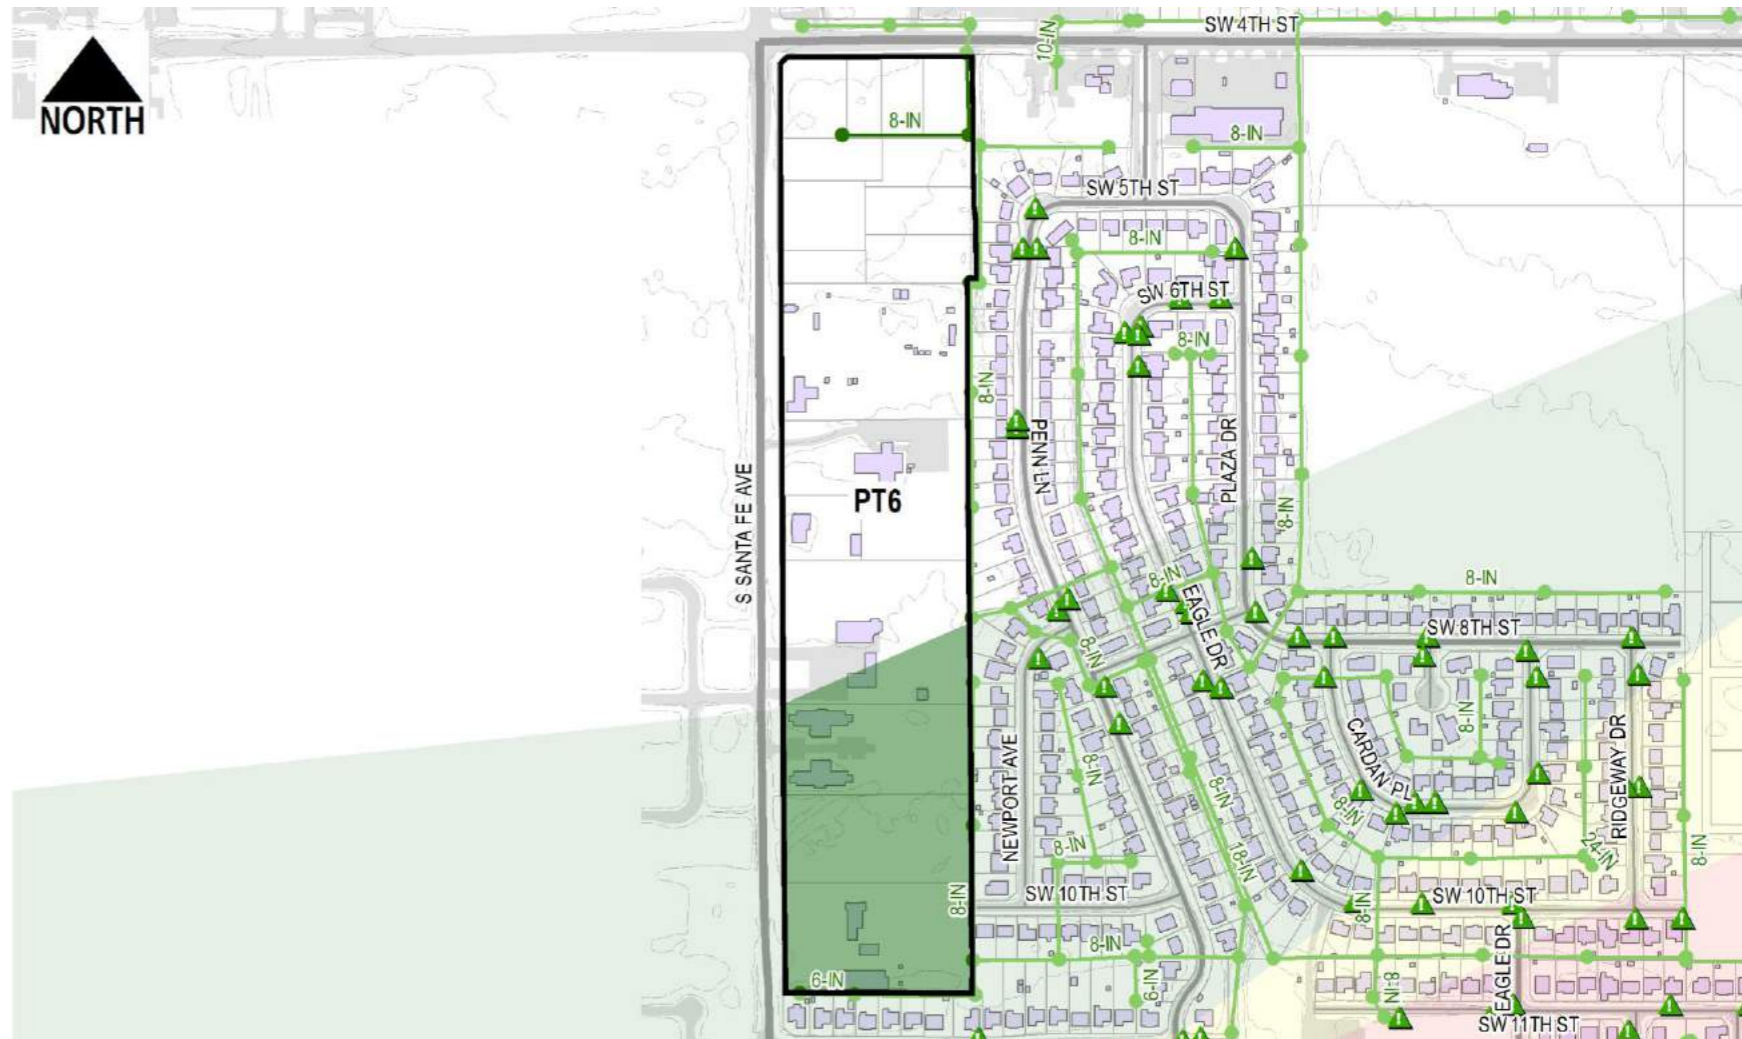 SW 4TH ST
10-IN
NORTH
8-IN
8-IN
SW 5TH ST
8-IN
SW 6TH ST
8-IN
8-IN
PENN LN
PLAZA DR
S SANTA FE AVE
PT6
8-IN
8-IN
8-IN
EAGLE DR
SW 8TH ST
8-IN
NEWPORT AVE
8-IN
8-IN
8-IN
CARDAN PL
RIDGEWAY DR
8-IN
8-IN
18-IN
24-IN
8-IN
8-IN
SW 10TH ST
SW 10TH ST
8-IN
8-IN
EAGLE DR
6-IN
6-IN
8-IN
SW 11TH ST